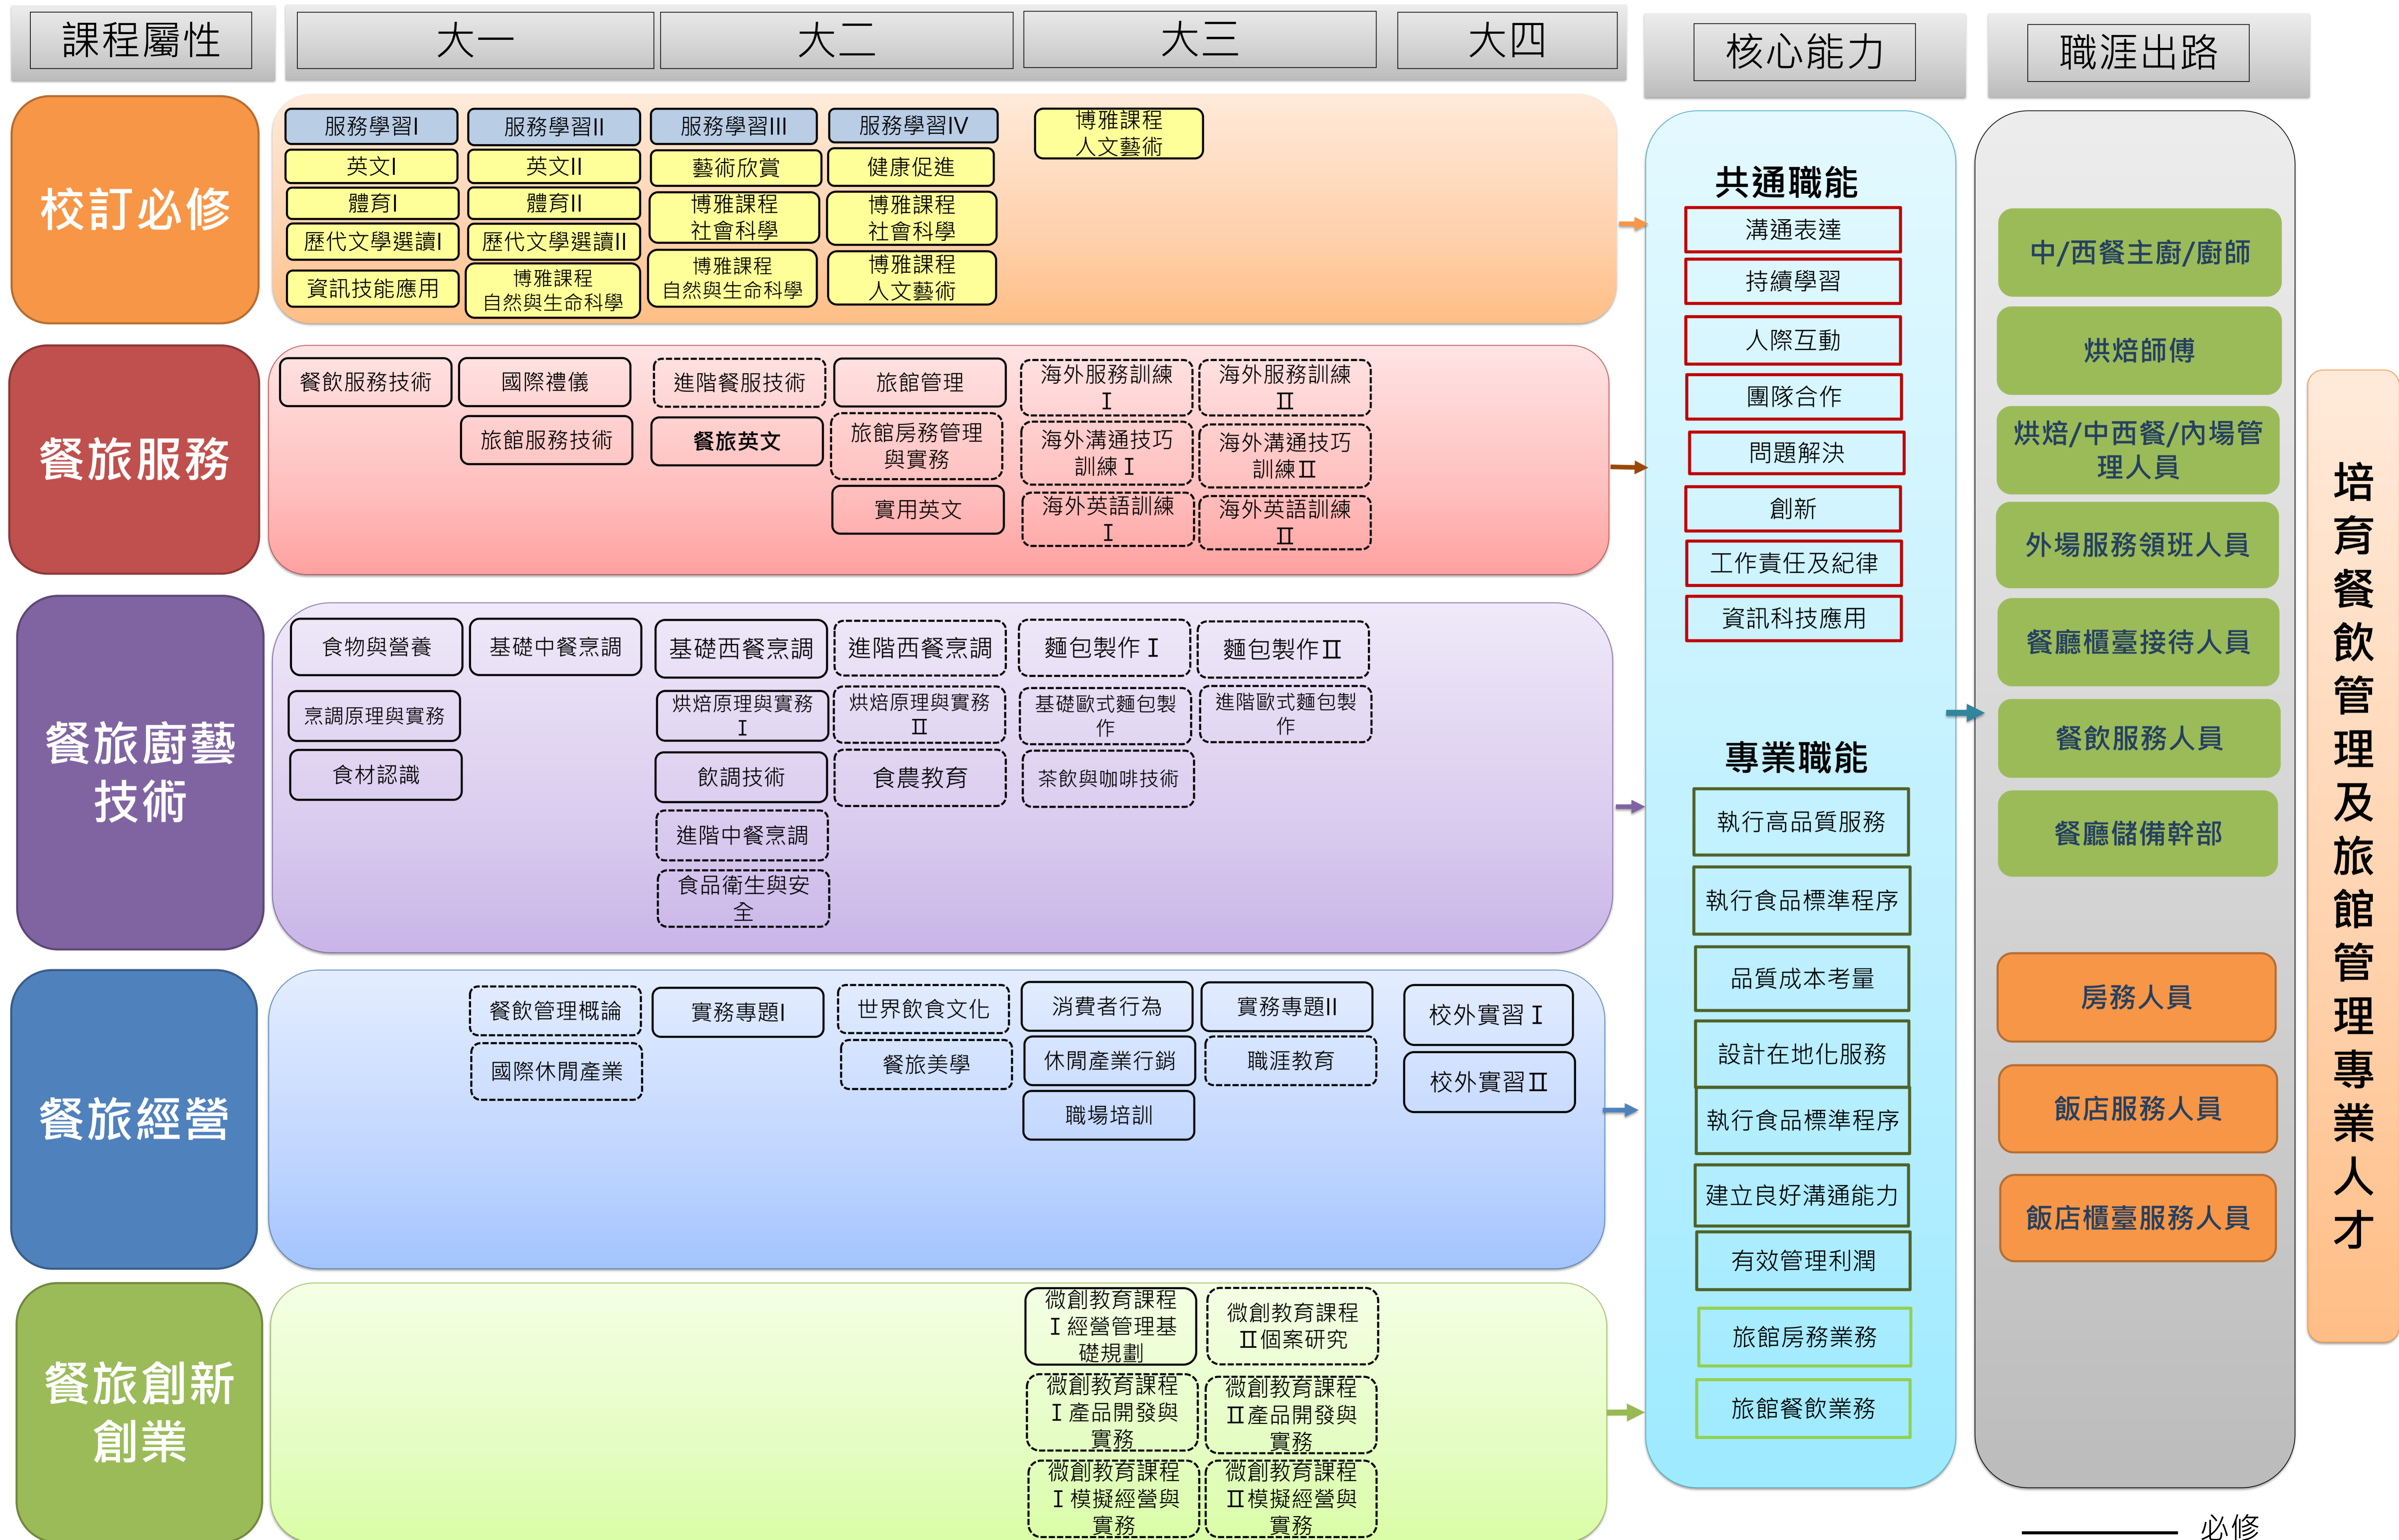 課程屬性
大一
大二
大三
大四
核心能力
職涯出路
校訂必修
服務學習I
服務學習II
服務學習III
服務學習IV
博雅課程
人文藝術
英文I
英文II
藝術欣賞
健康促進
體育I
體育II
博雅課程
社會科學
博雅課程
社會科學
歷代文學選讀I
歷代文學選讀II
資訊技能應用
博雅課程
自然與生命科學
博雅課程
自然與生命科學
博雅課程
人文藝術
餐旅服務
餐飲服務技術
國際禮儀
進階餐服技術
旅館管理
海外服務訓練
Ⅰ
海外服務訓練
Ⅱ
旅館服務技術
餐旅英文
旅館房務管理
與實務
海外溝通技巧
訓練Ⅰ
海外溝通技巧
訓練Ⅱ
實用英文
海外英語訓練
Ⅰ
海外英語訓練
Ⅱ
餐旅廚藝
技術
食物與營養
基礎中餐烹調
基礎西餐烹調
進階西餐烹調
麵包製作Ⅰ
麵包製作Ⅱ
烹調原理與實務
烘焙原理與實務
Ⅰ
烘焙原理與實務
Ⅱ
基礎歐式麵包製
作
進階歐式麵包製
作
食材認識
飲調技術
食農教育
茶飲與咖啡技術
進階中餐烹調
食品衛生與安
全
餐旅經營
餐飲管理概論
實務專題I
世界飲食文化
消費者行為
實務專題II
校外實習Ⅰ
國際休閒產業
餐旅美學
休閒產業行銷
職涯教育
校外實習Ⅱ
職場培訓
餐旅創新
創業
微創教育課程
Ⅰ經營管理基
礎規劃
微創教育課程
Ⅱ個案研究
微創教育課程
Ⅰ產品開發與
實務
微創教育課程
Ⅱ產品開發與
實務
微創教育課程
Ⅰ模擬經營與
實務
微創教育課程
Ⅱ模擬經營與
實務
共通職能
溝通表達
持續學習
人際互動
團隊合作
問題解決
創新
工作責任及紀律
資訊科技應用
專業職能
執行高品質服務
執行食品標準程序
品質成本考量
設計在地化服務
執行食品標準程序
建立良好溝通能力
有效管理利潤
旅館房務業務
旅館餐飲業務
中/西餐主廚/廚師
烘焙師傅
烘焙/中西餐/內場管
理人員
外場服務領班人員
餐廳櫃臺接待人員
餐飲服務人員
餐廳儲備幹部
房務人員
飯店服務人員
飯店櫃臺服務人員
培育餐飲管理及旅館管理專業人才
必修